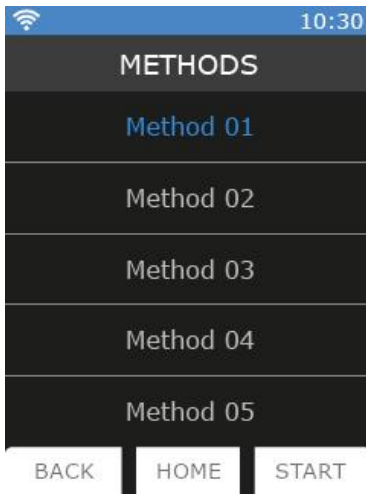 10:30
METHODS
Method 01
Method 02
Method 03
Method 04
Method 05
BACK HOME START